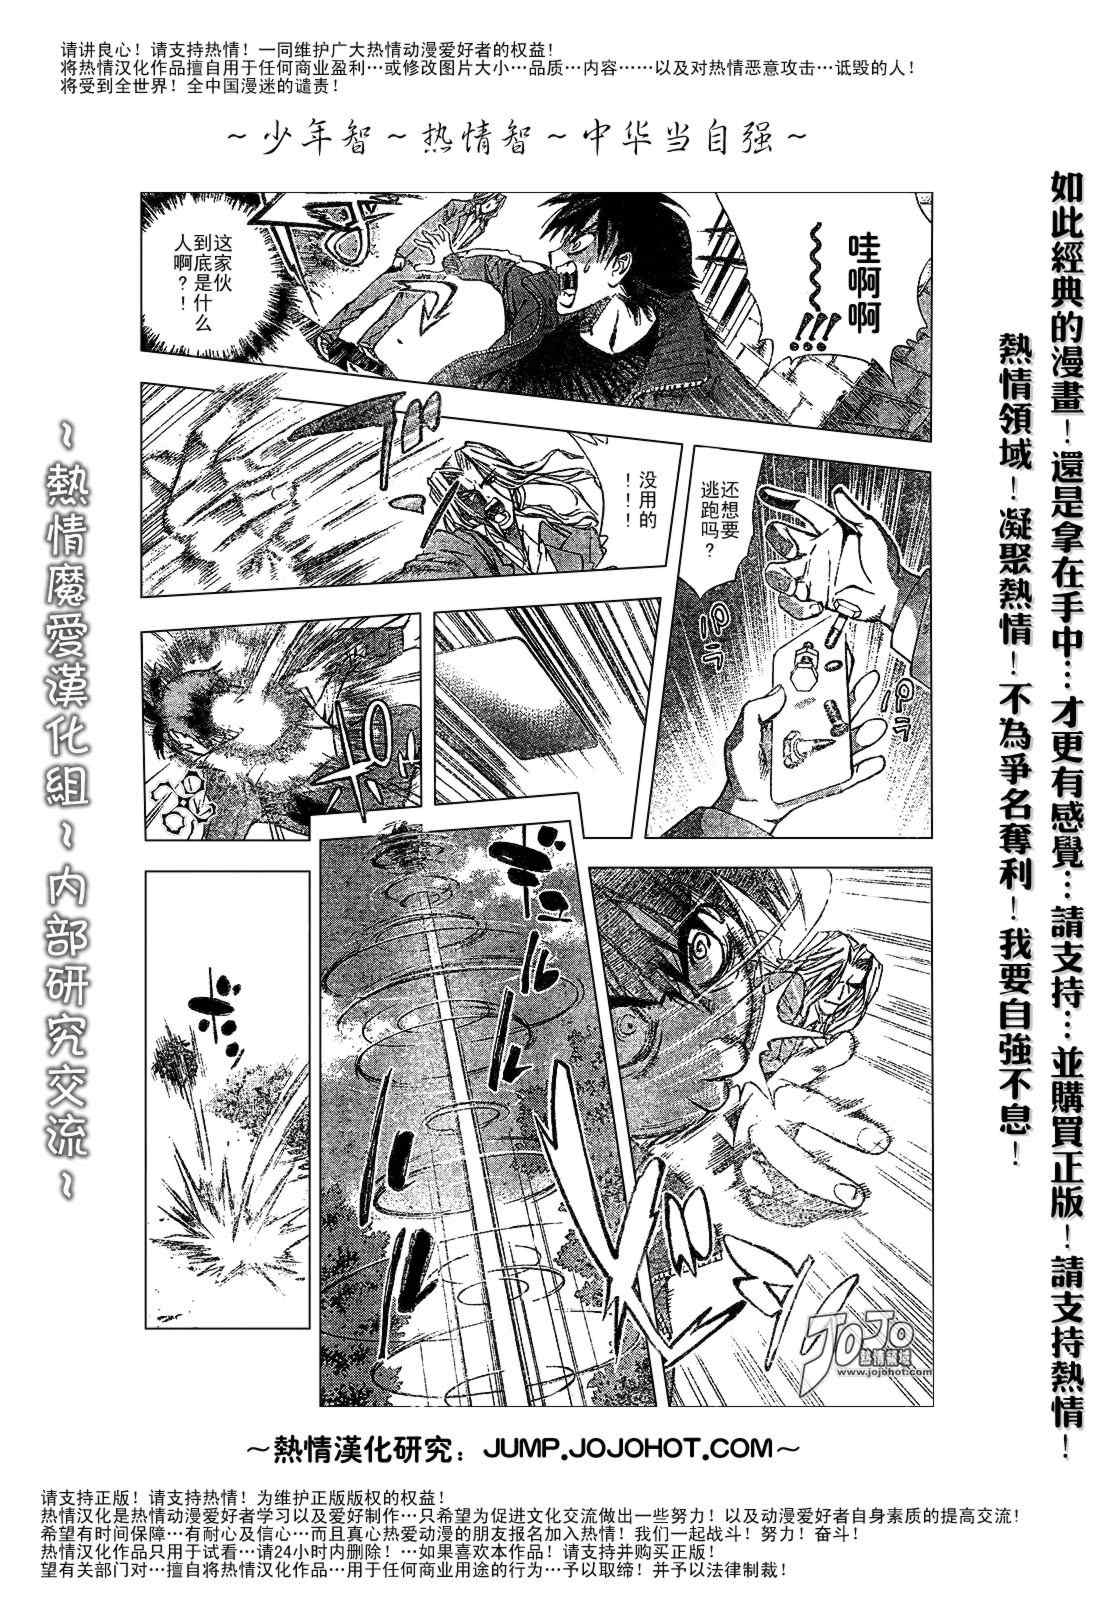 请讲良心！请支持热情！一同维护广大热情动漫爱好者的权益！
将热情汉化作品擅自用于任何商业盈利…或修改图片大小…品质…内容……以及对热情恶意攻击…诋毁的人！
将受到全世界！全中国漫迷的谴责！
～少年智～热情智～中华当自强～
如此經典的漫畫！還是拿在手中…才更有感覺…請支持…並購買正版！請支持熱情！
熱情領域！凝聚熱情！不為爭名奪利！我要自強不息！
哇啊啊
～～!!!
这家伙
到底是什么
人啊？！
还想要
逃跑吗？
没用的
！！！
パラ
パラ
JOJO
熱情領域
www.jojohot.com
～熱情魔愛漢化組～内部研究交流～
～熱情漢化研究：JUMP.JOJOHOT.COM～
请支持正版！请支持热情！为维护正版版权的权益！
热情汉化是热情动漫爱好者学习以及爱好制作…只希望为促进文化交流做出一些努力！以及动漫爱好者自身素质的提高交流！
希望有时间保障…有耐心及信心…而且真心热爱动漫的朋友报名加入热情！我们一起战斗！努力！奋斗！
热情汉化作品只用于试看…请24小时内删除！…如果喜欢本作品！请支持并购买正版！
望有关部门对…擅自将热情汉化作品…用于任何商业用途的行为…予以取缔！并予以法律制裁！